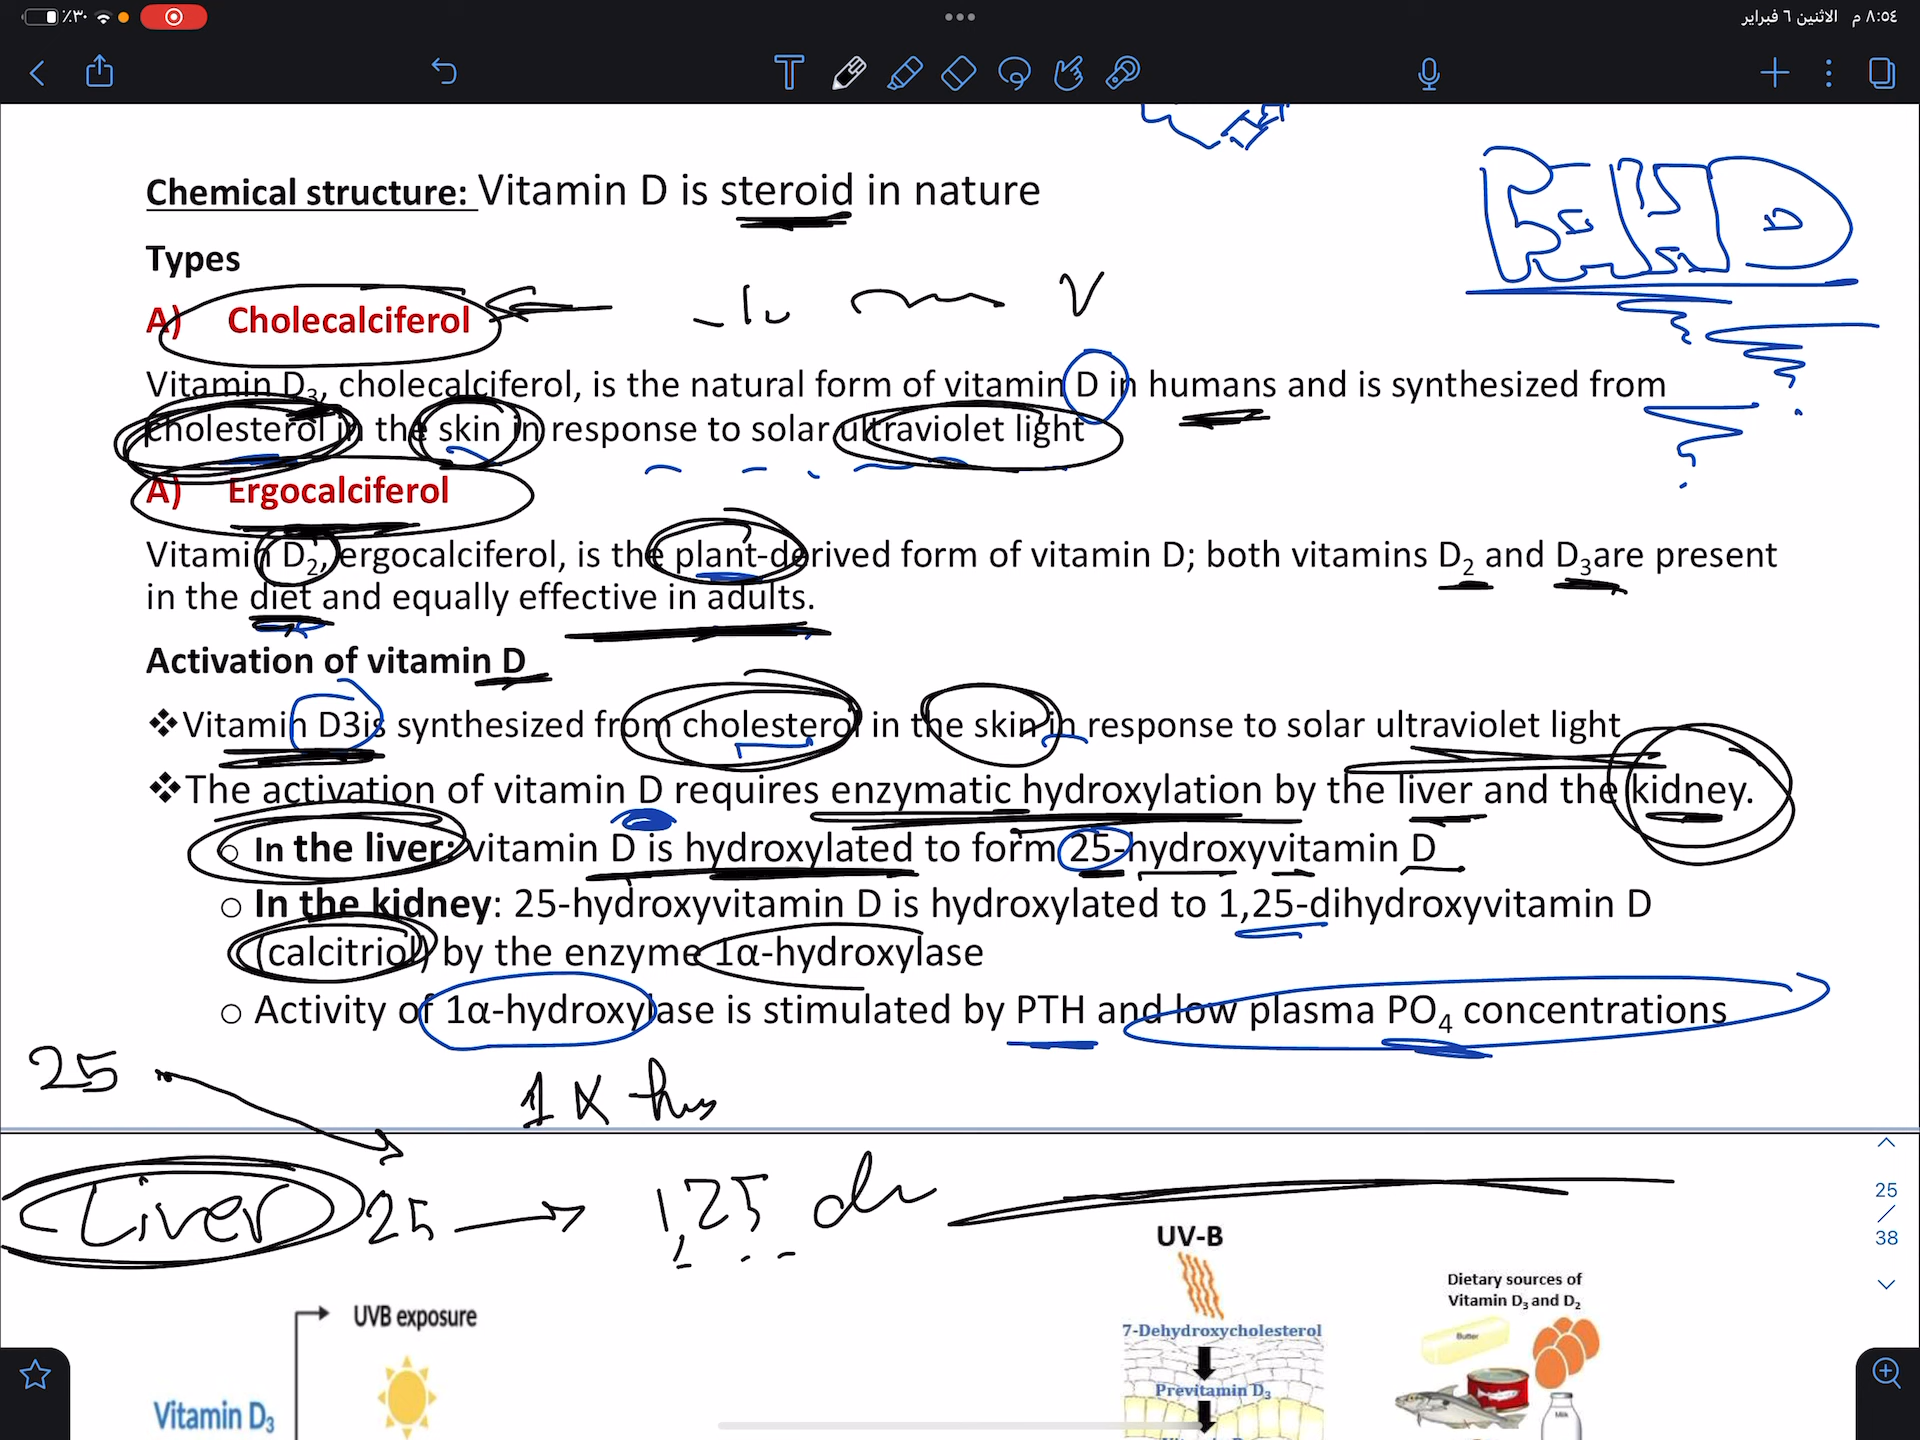 ٪٣٠
٨:٥٤ م الاثنين ٦ فبراير
Chemical structure: Vitamin D is steroid in nature
Types
A) Cholecalciferol
Vitamin D3, cholecalciferol, is the natural form of vitamin D in humans and is synthesized from
cholesterol in the skin in response to solar ultraviolet light
A) Ergocalciferol
Vitamin D2, ergocalciferol, is the plant-derived form of vitamin D; both vitamins D2 and D3are present
in the diet and equally effective in adults.
Activation of vitamin D
❖Vitamin D3is synthesized from cholesterol in the skin in response to solar ultraviolet light
❖The activation of vitamin D requires enzymatic hydroxylation by the liver and the kidney.
o In the liver: vitamin D is hydroxylated to form 25-hydroxyvitamin D
o In the kidney: 25-hydroxyvitamin D is hydroxylated to 1,25-dihydroxyvitamin D
(calcitriol) by the enzyme 1α-hydroxylase
o Activity of 1α-hydroxylase is stimulated by PTH and low plasma PO4 concentrations
25
Liver 25 → 1,25
25
/
38
UV-B
Dietary sources of
Vitamin D3 and D2
UVB exposure
7-Dehydroxycholesterol
Butter
Previtamin D3
Vitamin D3
Milk